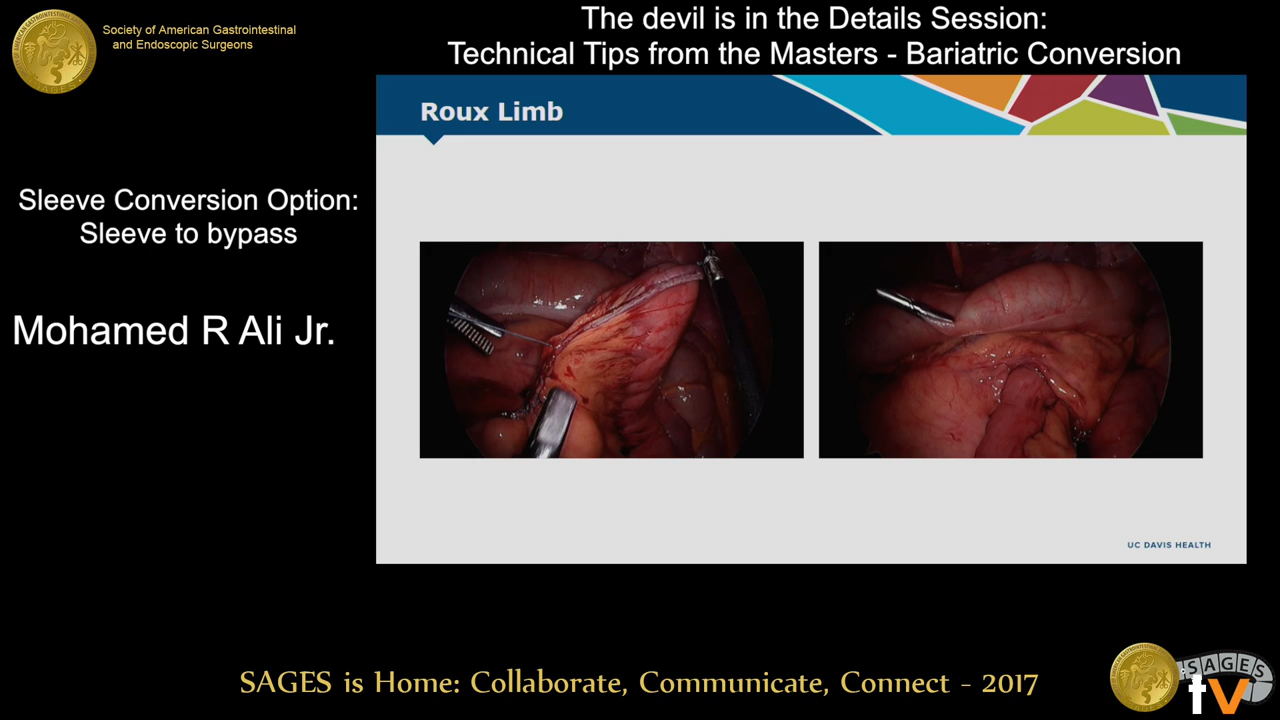 Society of American Gastrointestinal
and Endoscopic Surgeons
The devil is in the Details Session:
Technical Tips from the Masters - Bariatric Conversion
Roux Limb
Sleeve Conversion Option:
Sleeve to bypass
Mohamed R Ali Jr.
UC DAVIS HEALTH
SAGES is Home: Collaborate, Communicate, Connect - 2017
SAGES
tv